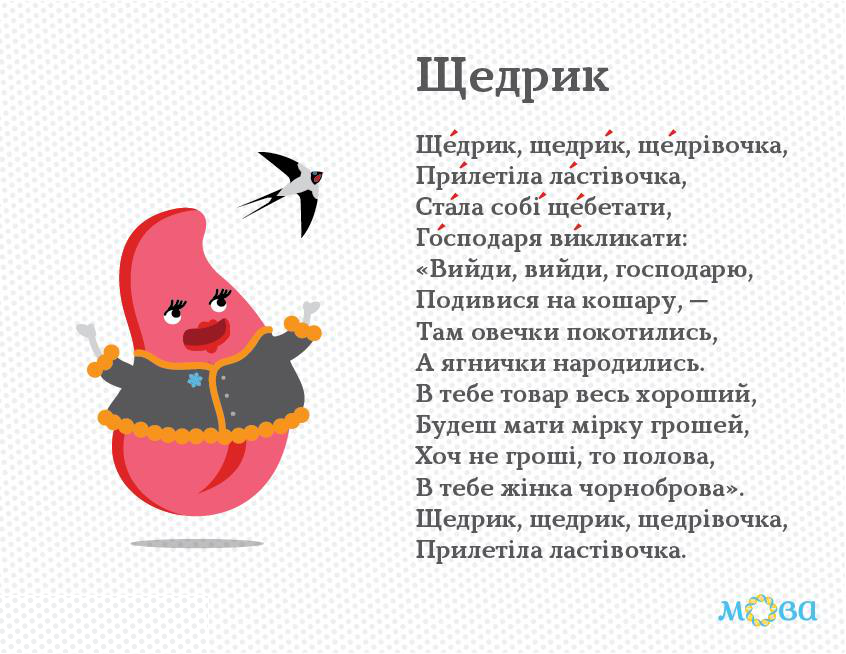 Щедрик
Ще́дрик, щедри́к, ще́дрівочка,
При́летіла ла́стівочка,
Ста́ла собі́ ще́бетати,
Го́сподаря ви́кликати:
«Вийди, вийди, господарю,
Подивися на кошару, —
Там овечки покотились,
А ягнички народились.
В тебе товар весь хороший,
Будеш мати мірку грошей,
Хоч не гроші, то полова,
В тебе жінка чорноброва».
Щедрик, щедрик, щедрівочка,
Прилетіла ластівочка.
мова